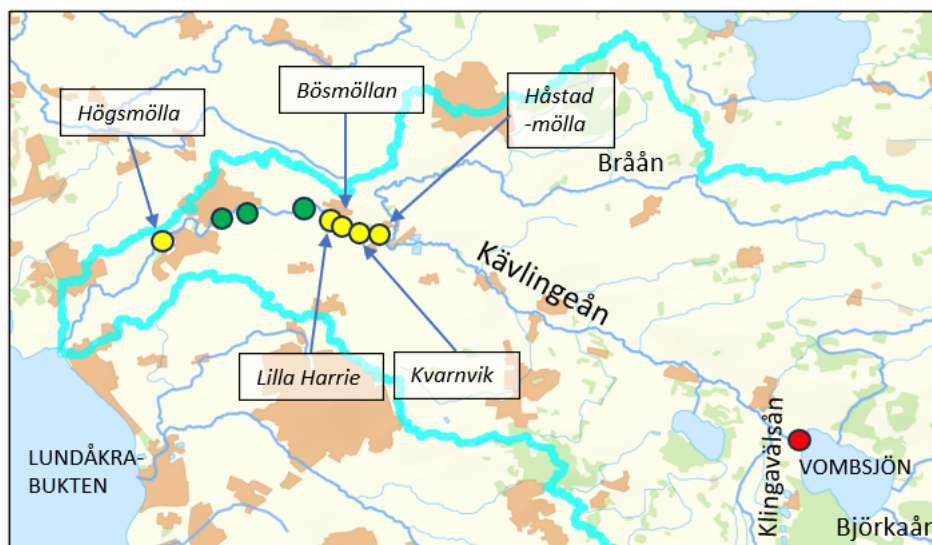 Bösmöllan
Håstad
-mölla
Högsmölla
Bråån
Kävlingeån
Lilla Harrie
Kvarnvik
LUNDÅKRA-
BUKTEN
Klingavälsån
VOMBSJÖN
Björkaån